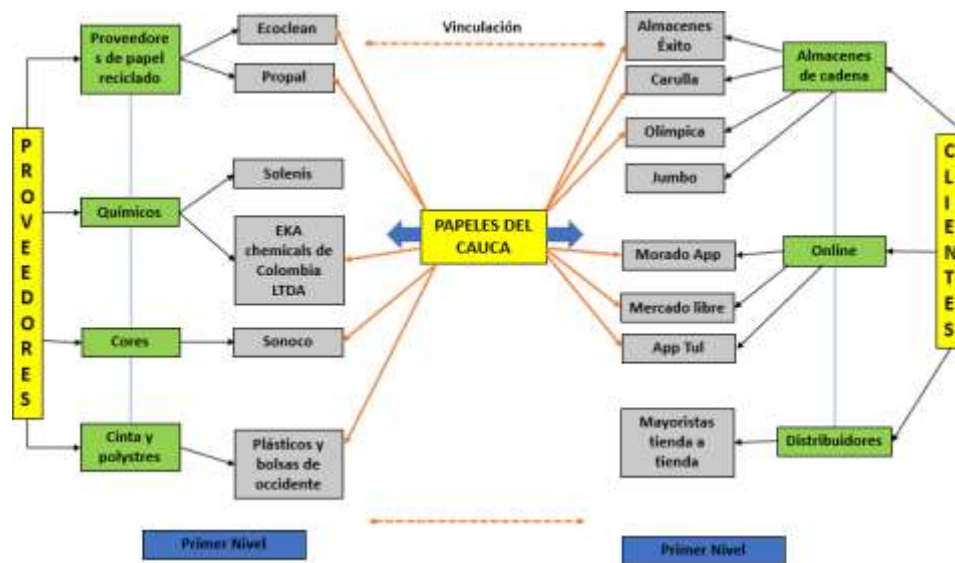 Proveedore
s de papel
reciclado
Ecoclean
Propal
Vinculación
Almacenes
Éxito
Carulla
Olímpica
Jumbo
Almacenes
de cadena
PROVEEDORES
Químicos
Solenis
EKA
chemicals de
Colombia
LTDA
PAPELES DEL
CAUCA
Morado App
Mercado libre
App Tul
Online
CLIENTES
Cores
Sonoco
Cinta y
polystres
Plásticos y
bolsas de
occidente
Mayoristas
tienda a
tienda
Distribuidores
Primer Nivel
Primer Nivel